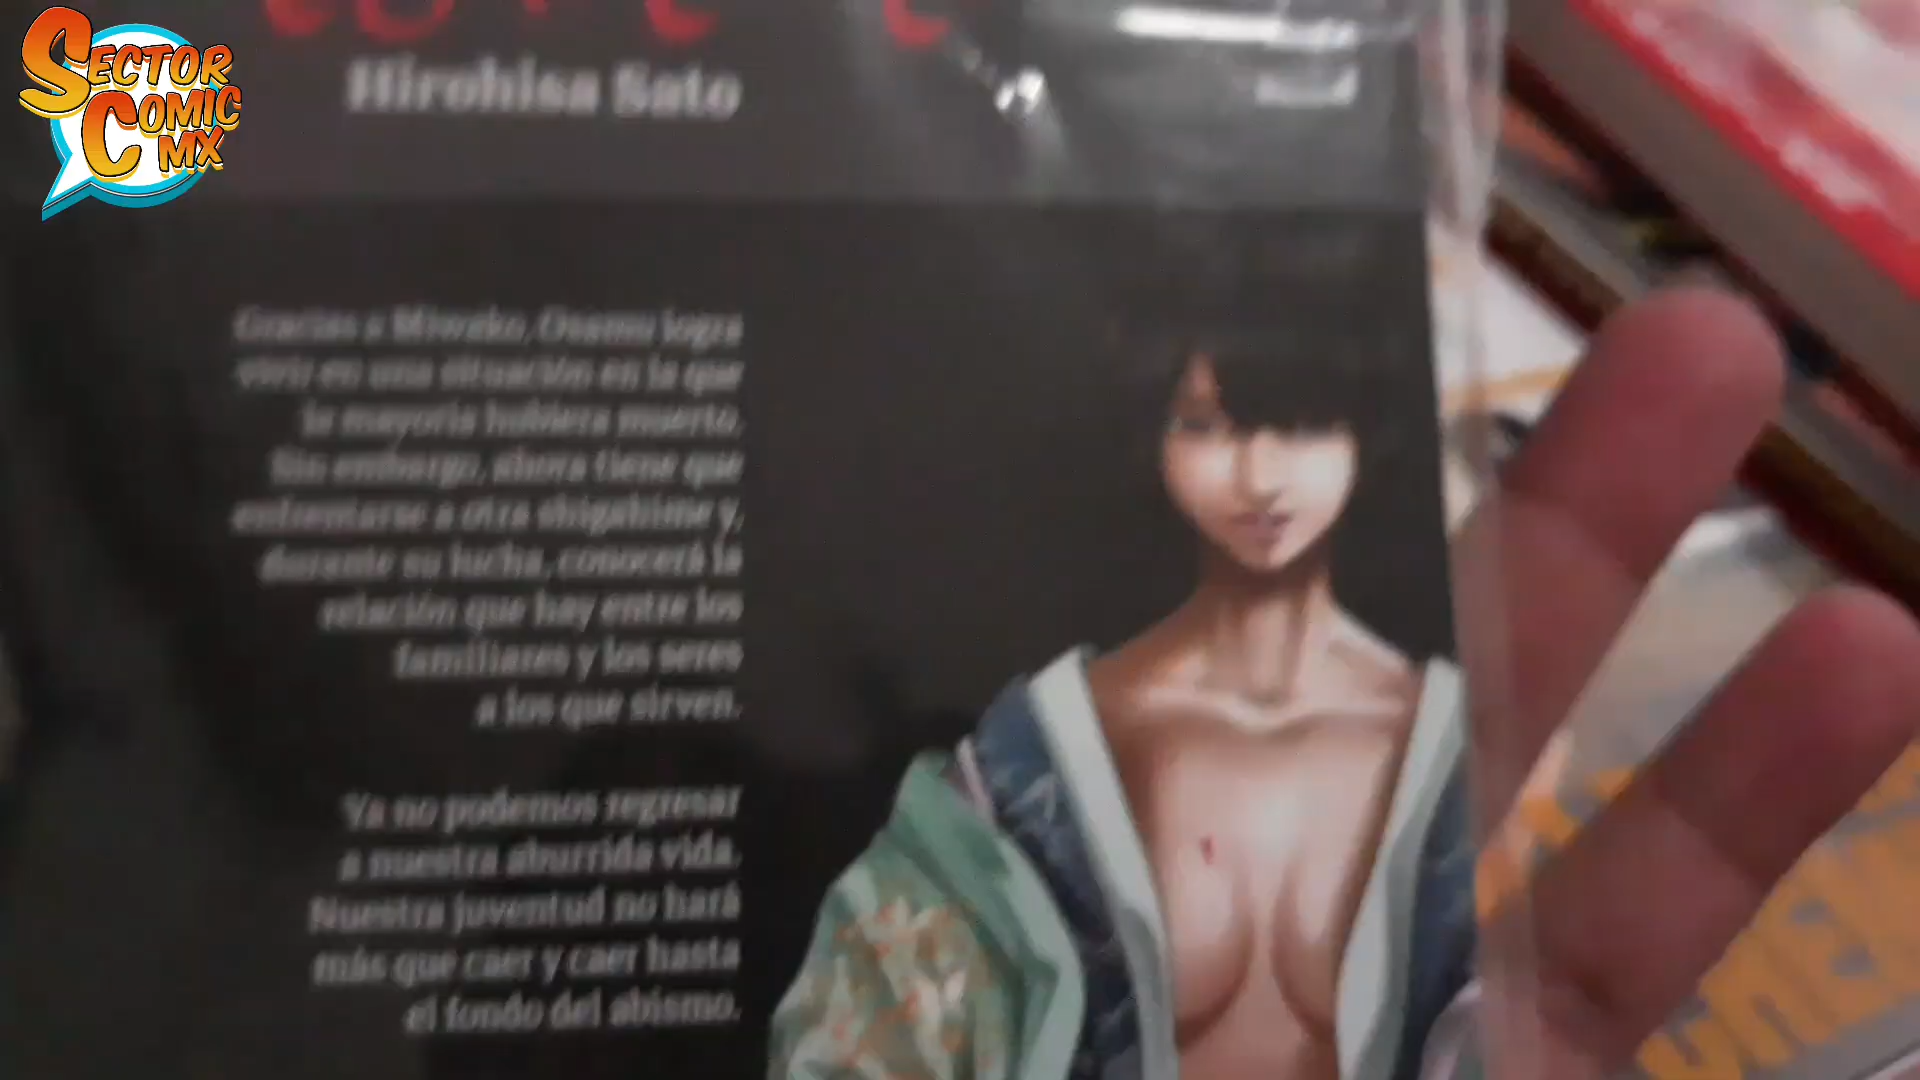 SECTOR
COMIC
MX
Hirohisa Sato
Gracias a Miwako, Osamu logra
vivir en una situación en la que
la mayoría hubiera muerto.
Sin embargo, ahora tiene que
enfrentarse a otra shigahime y,
durante su lucha, conocerá la
relación que hay entre los
familiares y los seres
a los que sirven.
Ya no podemos regresar
a nuestra aburrida vida.
Nuestra juventud no hará
más que caer y caer hasta
el fondo del abismo.